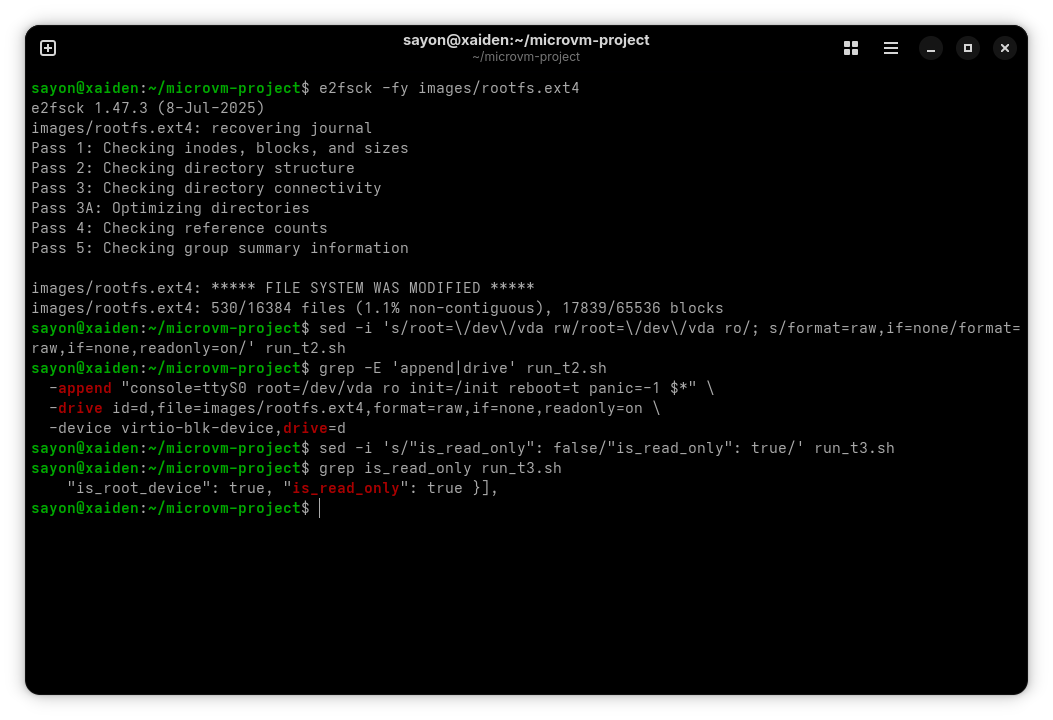 sayon@xaiden:~/microvm-project
~/microvm-project
sayon@xaiden:~/microvm-project$ e2fsck -fy images/rootfs.ext4
e2fsck 1.47.3 (8-Jul-2025)
images/rootfs.ext4: recovering journal
Pass 1: Checking inodes, blocks, and sizes
Pass 2: Checking directory structure
Pass 3: Checking directory connectivity
Pass 3A: Optimizing directories
Pass 4: Checking reference counts
Pass 5: Checking group summary information
images/rootfs.ext4: ***** FILE SYSTEM WAS MODIFIED *****
images/rootfs.ext4: 530/16384 files (1.1% non-contiguous), 17839/65536 blocks
sayon@xaiden:~/microvm-project$ sed -i 's/root=\/dev\/vda rw/root=\/dev\/vda ro/; s/format=raw,if=none/format=
raw,if=none,readonly=on/' run_t2.sh
sayon@xaiden:~/microvm-project$ grep -E 'append|drive' run_t2.sh
  -append "console=ttyS0 root=/dev/vda ro init=/init reboot=t panic=-1 $*" \
  -drive id=d,file=images/rootfs.ext4,format=raw,if=none,readonly=on \
  -device virtio-blk-device,drive=d
sayon@xaiden:~/microvm-project$ sed -i 's/"is_read_only": false/"is_read_only": true/' run_t3.sh
sayon@xaiden:~/microvm-project$ grep is_read_only run_t3.sh
    "is_root_device": true, "is_read_only": true }],
sayon@xaiden:~/microvm-project$